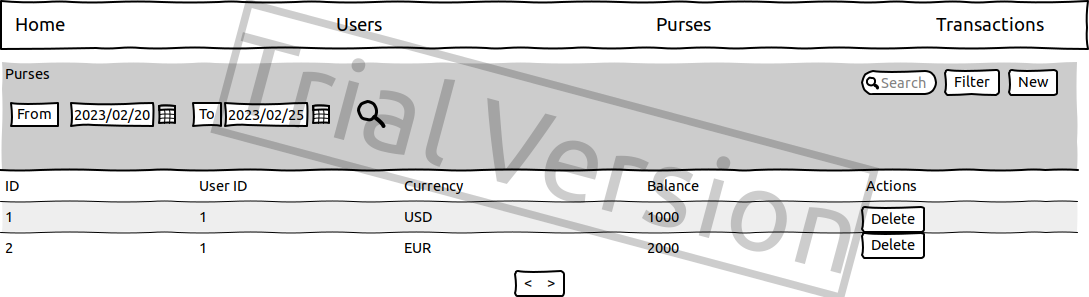 Home Users Purses Transactions
Purses
Search Filter New
From 2023/02/20 To 2023/02/25
Trial Version
ID User ID Currency Balance Actions
1 1 USD 1000 Delete
2 1 EUR 2000 Delete
< >